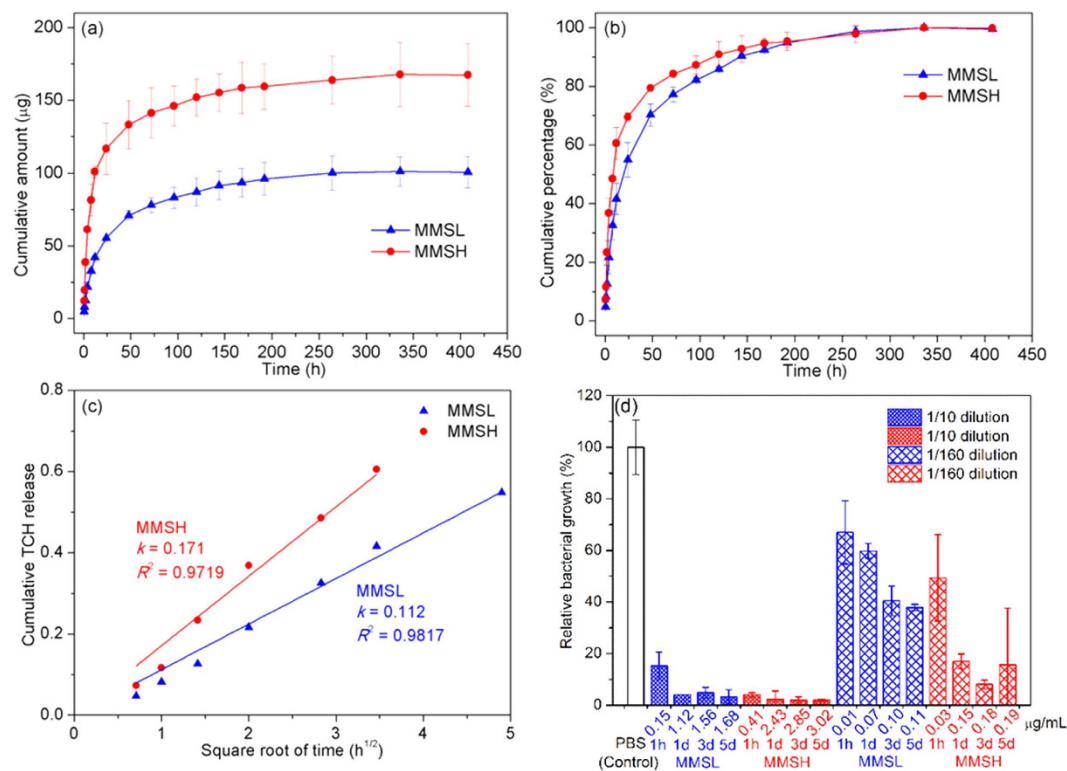 (a)
200
150
100
50
0
Cumulative amount (μg)
MMSL
MMSH
0 50 100 150 200 250 300 350 400 450
Time (h)
(b)
100
80
60
40
20
0
Cumulative percentage (%)
MMSL
MMSH
0 50 100 150 200 250 300 350 400 450
Time (h)
(c)
0.8
0.6
0.4
0.2
0.0
Cumulative TCH release
MMSL
MMSH
MMSH
k = 0.171
R² = 0.9719
MMSL
k = 0.112
R² = 0.9817
0 1 2 3 4 5
Square root of time (h^1/2)
(d)
120
100
80
60
40
20
0
Relative bacterial growth (%)
1/10 dilution
1/10 dilution
1/160 dilution
1/160 dilution
0.15 1.12 1.56 1.68 0.41 2.43 2.85 3.02 0.01 0.07 0.10 0.11 0.03 0.15 0.18 0.19 μg/mL
PBS 1h 1d 3d 5d 1h 1d 3d 5d 1h 1d 3d 5d 1h 1d 3d 5d
(Control) MMSL MMSH MMSL MMSH